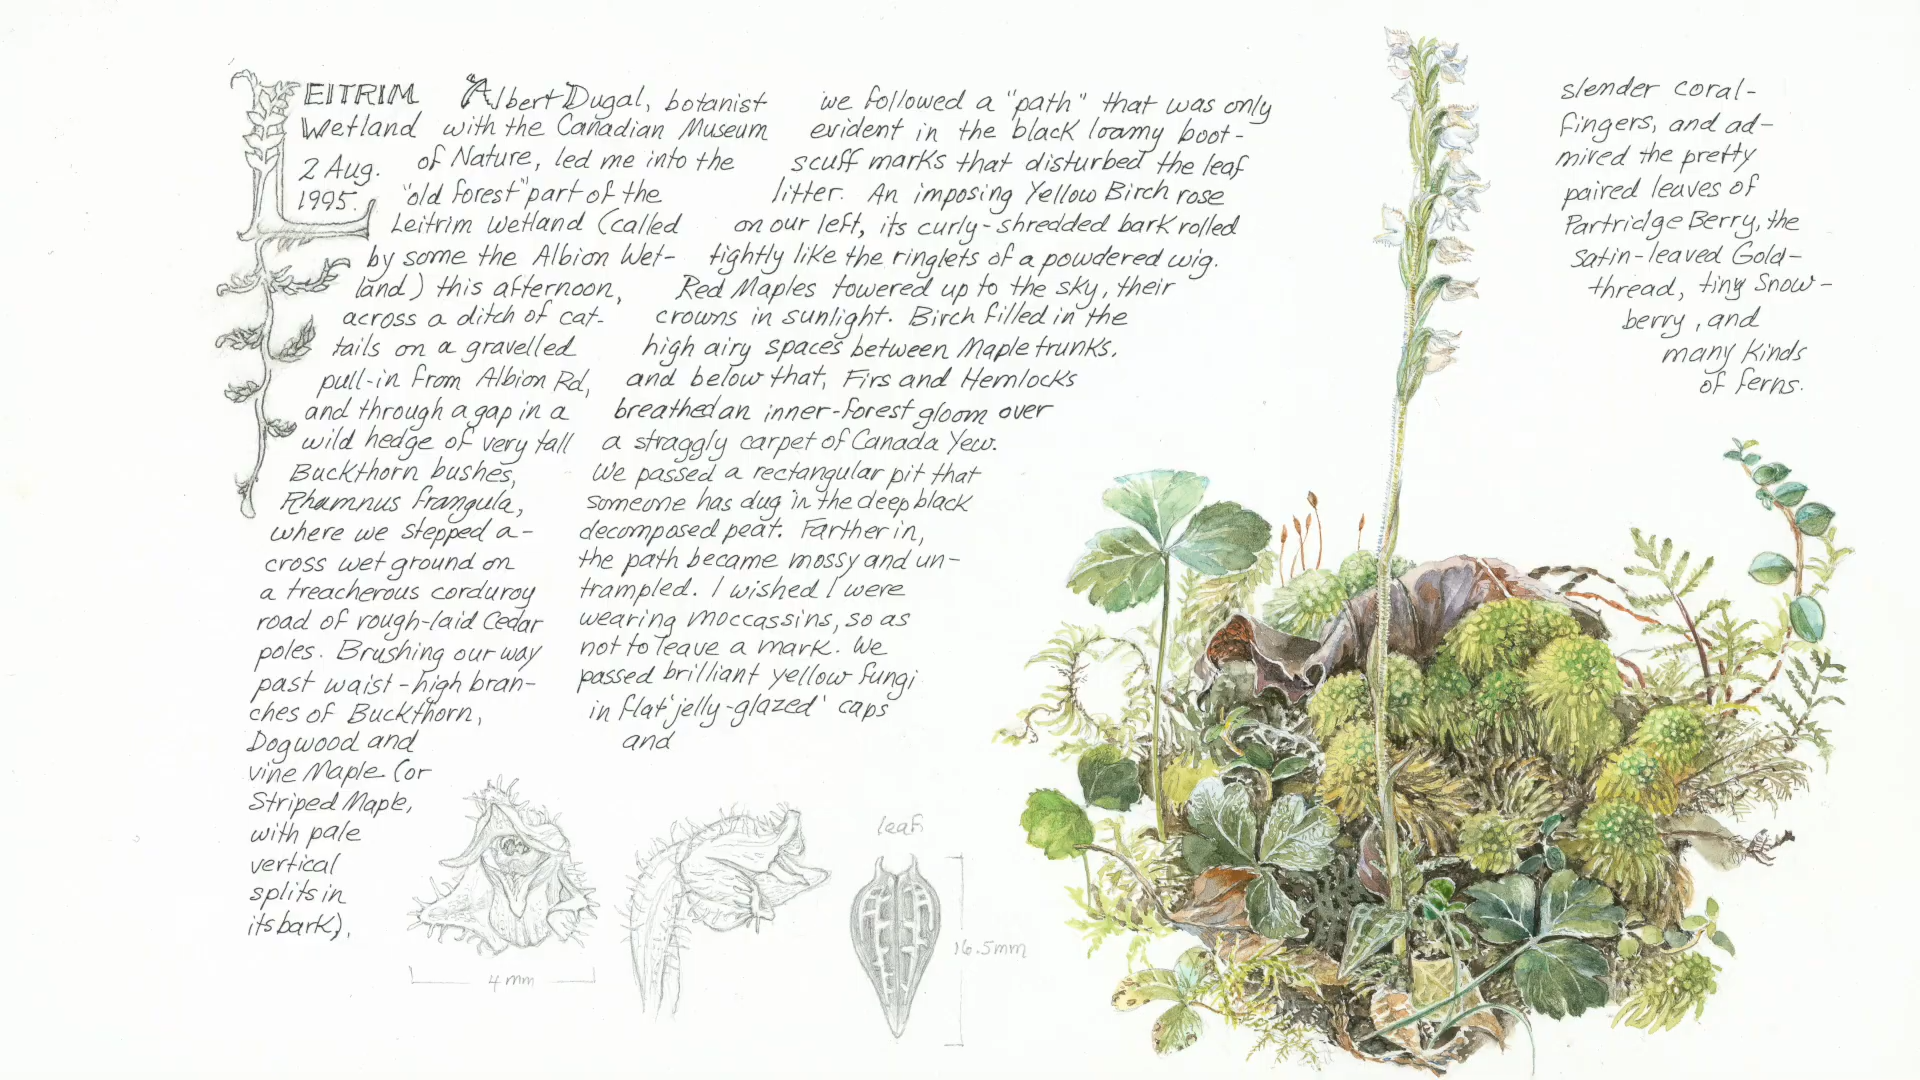 LEITRIM
Wetland
2 Aug.
1995.
"Albert Dugal, botanist
with the Canadian Museum
of Nature, led me into the
"old forest" part of the
Leitrim Wetland (called
by some the Albion Wet-
land) this afternoon,
across a ditch of cat-
tails on a gravelled
pull-in from Albion Rd,
and through a gap in a
wild hedge of very tall
Buckthorn bushes,
Rhamnus frangula,
where we stepped a-
cross wet ground on
a treacherous corduroy
road of rough-laid Cedar
poles. Brushing our way
past waist-high bran-
ches of Buckthorn,
Dogwood and
vine Maple (or
Striped Maple,
with pale
vertical
splits in
its bark),
we followed a "path" that was only
evident in the black loamy boot-
scuff marks that disturbed the leaf
litter. An imposing Yellow Birch rose
on our left, its curly-shredded bark rolled
tightly like the ringlets of a powdered wig.
Red Maples towered up to the sky, their
crowns in sunlight. Birch filled in the
high airy spaces between Maple trunks,
and below that, Firs and Hemlocks
breathed an inner-forest gloom over
a straggly carpet of Canada Yew.
We passed a rectangular pit that
someone has dug in the deep black
decomposed peat. Farther in,
the path became mossy and un-
trampled. I wished I were
wearing moccassins, so as
not to leave a mark. We
passed brilliant yellow fungi
in flat 'jelly-glazed' caps
and
slender coral-
fingers, and ad-
mired the pretty
paired leaves of
Partridge Berry, the
Satin-leaved Gold-
thread, tiny Snow-
berry, and
many kinds
of ferns.
4 mm
leaf
16.5mm